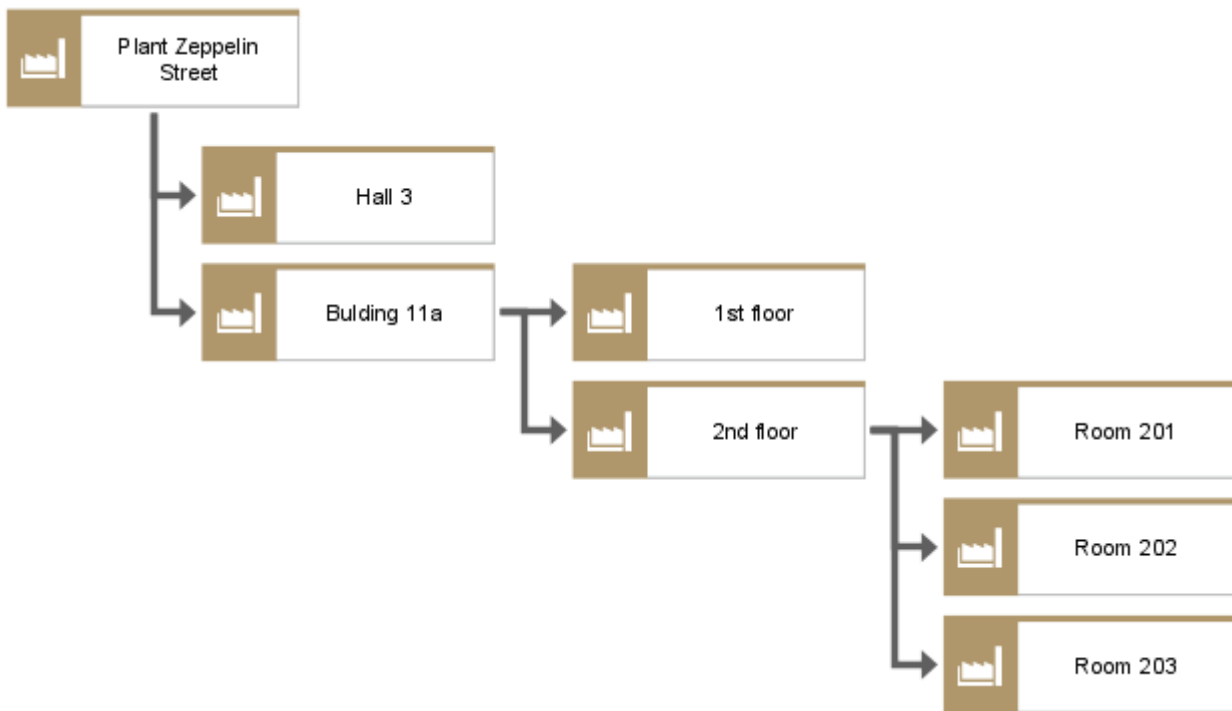 Plant Zeppelin
Street
Hall 3
Bulding 11a
1st floor
2nd floor
Room 201
Room 202
Room 203